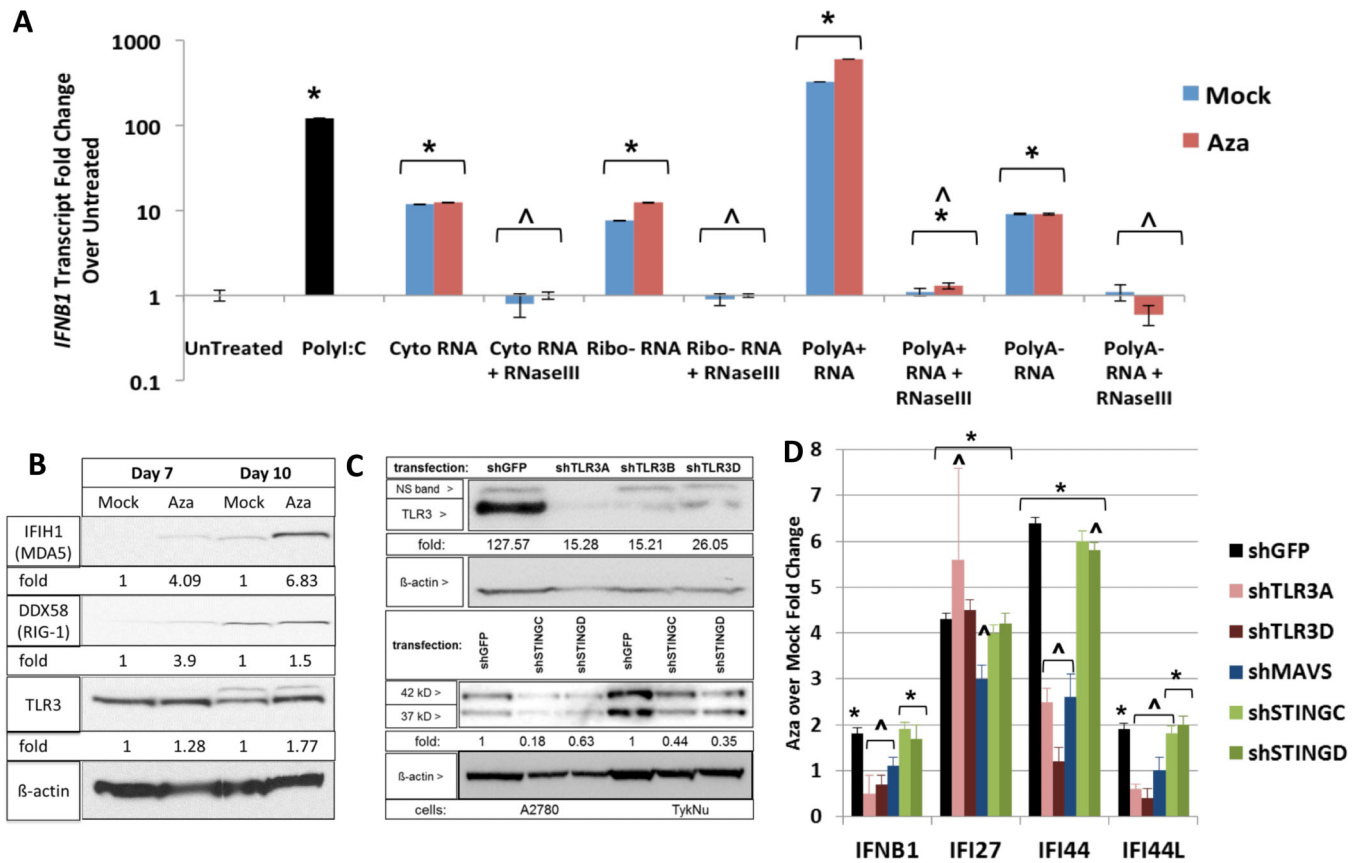 A
IFNB1 Transcript Fold Change
Over Untreated
1000
100
10
1
0.1
*
*
^
*
^
*
^
*
*
^
Mock
Aza
UnTreated
PolyI:C
Cyto RNA
Cyto RNA
+ RNaseIII
Ribo- RNA
Ribo- RNA
+ RNaseIII
PolyA+
RNA
PolyA+
RNA +
RNaseIII
PolyA-
RNA
PolyA-
RNA +
RNaseIII
B
Day 7 Day 10
Mock Aza Mock Aza
IFIH1
(MDA5)
fold 1 4.09 1 6.83
DDX58
(RIG-1)
fold 1 3.9 1 1.5
TLR3
fold 1 1.28 1 1.77
ß-actin
C
transfection: shGFP shTLR3A shTLR3B shTLR3D
NS band >
TLR3 >
fold: 127.57 15.28 15.21 26.05
ß-actin >
transfection: shGFP shSTINGC shSTINGD shGFP shSTINGC shSTINGD
42 kD >
37 kD >
fold: 1 0.18 0.63 1 0.44 0.35
ß-actin >
cells: A2780 TykNu
D
Aza over Mock Fold Change
8
7
6
5
4
3
2
1
0
* ^ *
* ^ ^
* ^ ^
* ^ *
IFNB1 IFI27 IFI44 IFI44L
shGFP
shTLR3A
shTLR3D
shMAVS
shSTINGC
shSTINGD